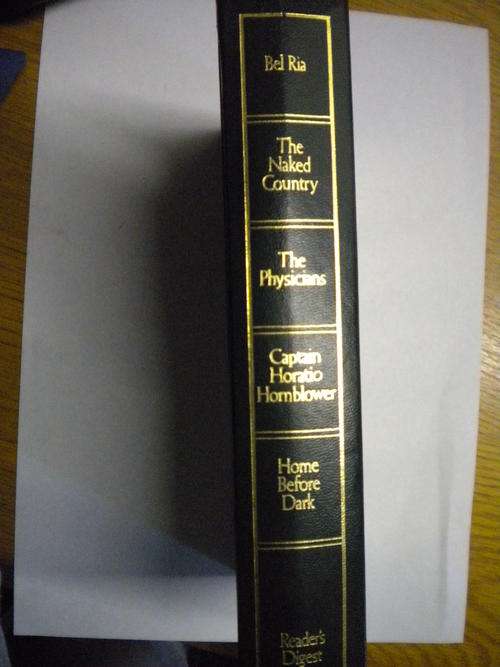 Bel Ria
The
Naked
Country
The
Physicians
Captain
Horatio
Hornblower
Home
Before
Dark
Reader's
Digest